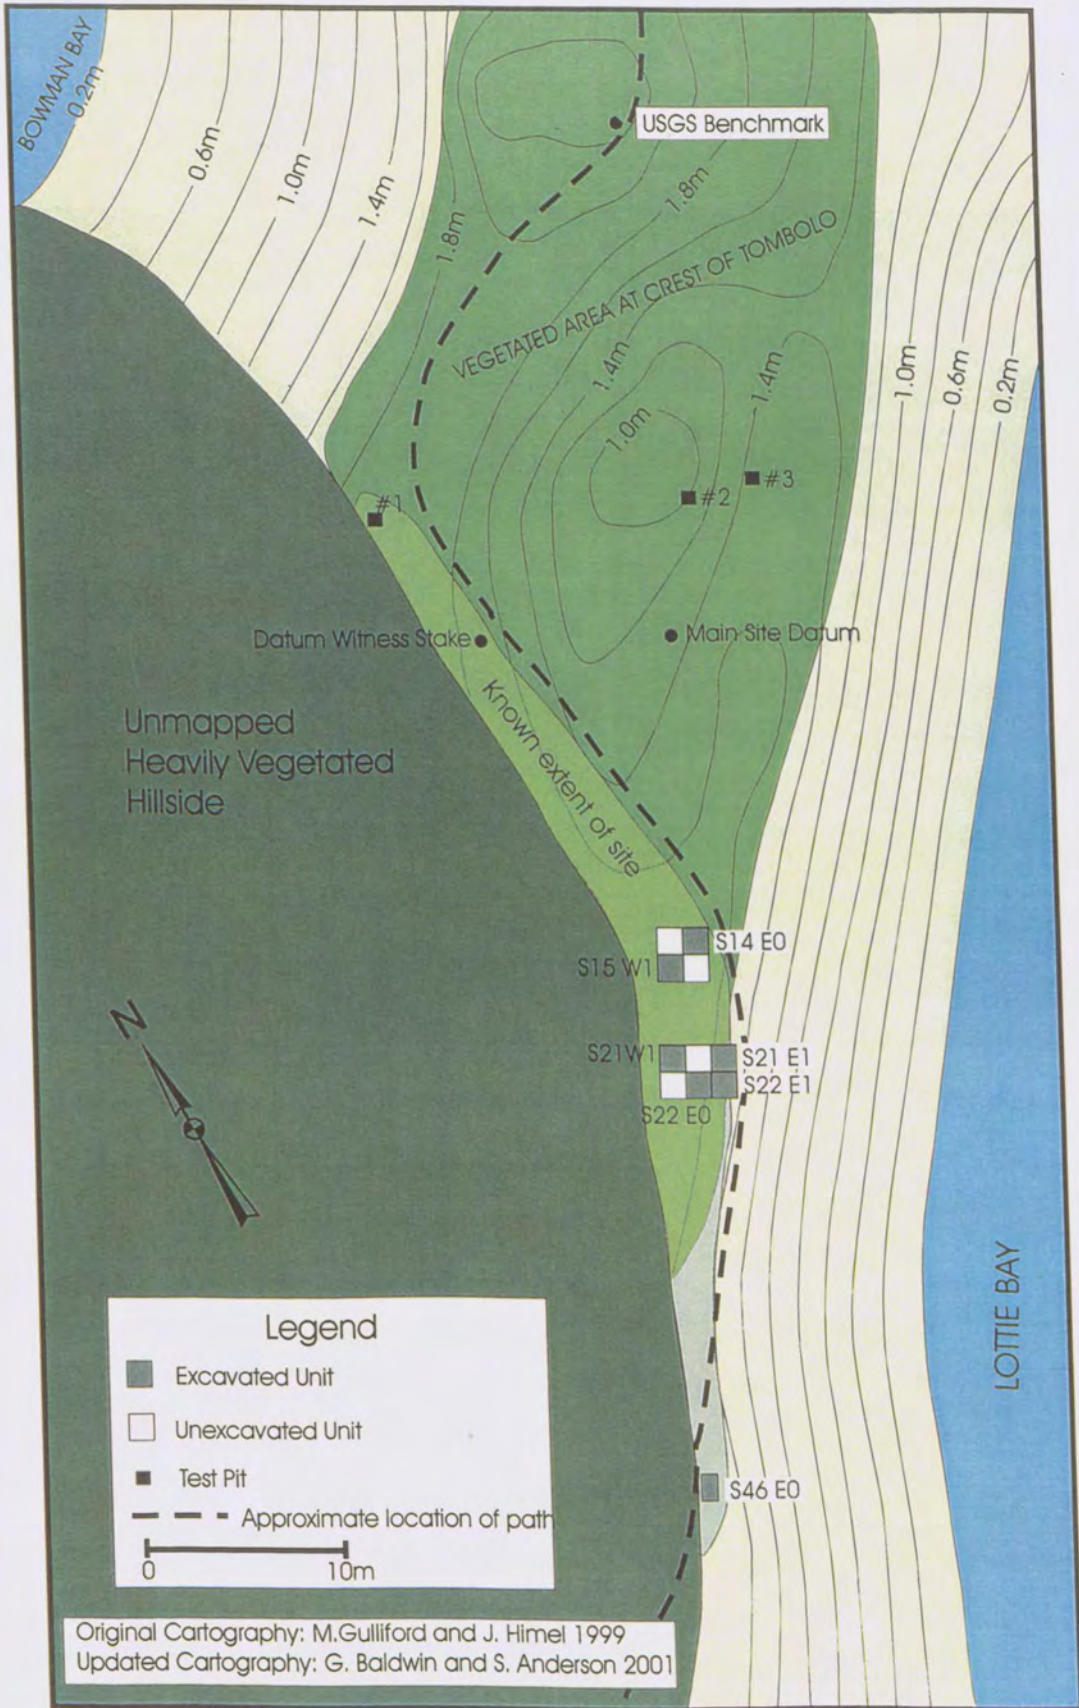 BOWMAN BAY
0.2m
0.6m
1.0m
1.4m
1.8m
USGS Benchmark
1.8m
VEGETATED AREA AT CREST OF TOMBOLO
1.4m
1.0m
1.4m
1.0m
0.6m
0.2m
#1
#2
#3
Datum Witness Stake
Main Site Datum
Known extent of site
Unmapped
Heavily Vegetated
Hillside
S14 E0
S15 W1
S21W1
S21 E1
S22 E1
S22 E0
N
LOTTIE BAY
Legend
Excavated Unit
Unexcavated Unit
Test Pit
Approximate location of path
0 10m
S46 E0
Original Cartography: M.Gulliford and J. Himel 1999
Updated Cartography: G. Baldwin and S. Anderson 2001